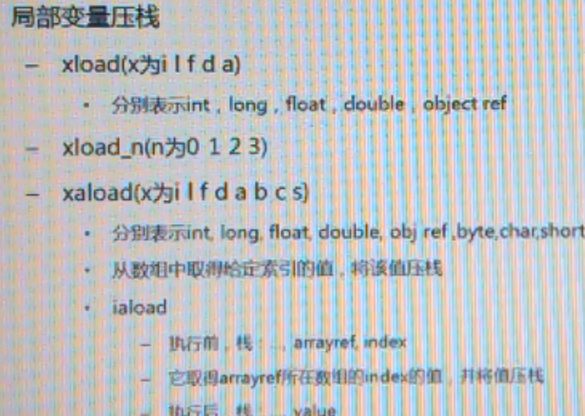 局部变量压栈
– xload(x为i l f d a)
• 分别表示int，long，float，double，object ref
– xload_n(n为0 1 2 3)
– xaload(x为i l f d a b c s)
• 分别表示int, long, float, double, obj ref ,byte,char,short
• 从数组中取得给定索引的值，将该值压栈
• iaload
– 执行前，栈：..., arrayref, index
– 它取得arrayref所在数组的index的值，并将值压栈
– 执行后，栈：..., value